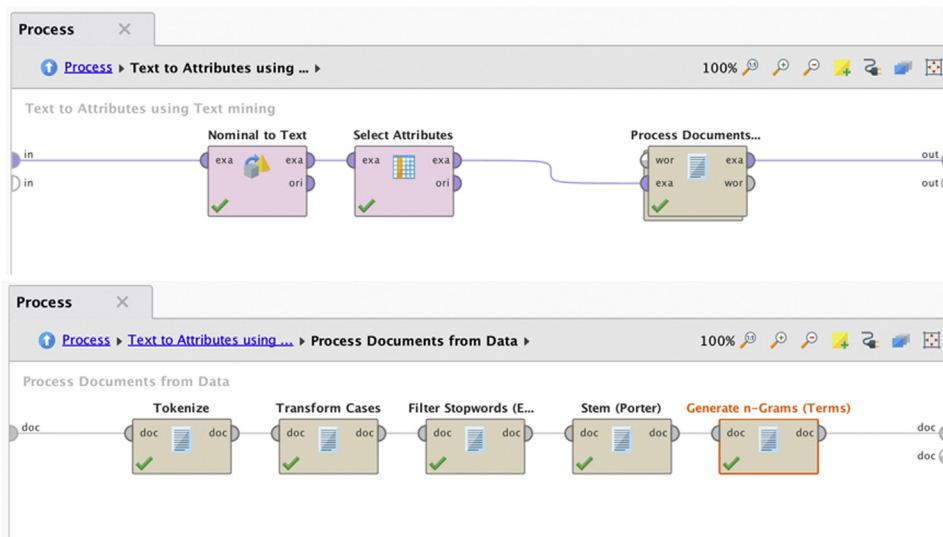 Process
Process ▸ Text to Attributes using … ▸
100%
Text to Attributes using Text mining
Nominal to Text
Select Attributes
Process Documents...
in
in
exa
exa
ori
exa
exa
ori
wor
exa
exa
wor
out
out
Process
Process ▸ Text to Attributes using ... ▸ Process Documents from Data ▸
100%
Process Documents from Data
Tokenize
Transform Cases
Filter Stopwords (E...
Stem (Porter)
Generate n-Grams (Terms)
doc
doc
doc
doc
doc
doc
doc
doc
doc
doc
doc
doc
doc